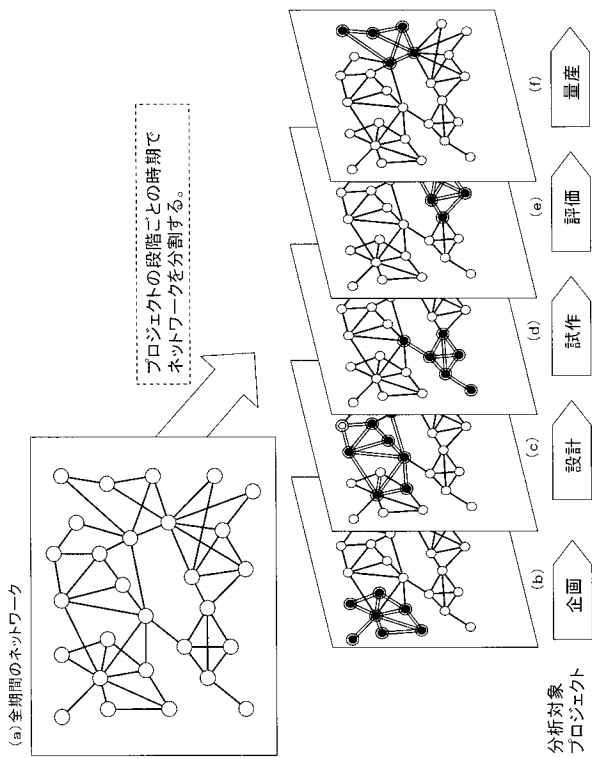 (a)全期間のネットワーク
プロジェクトの段階ごとの時期で
ネットワークを分割する。
(b)
(c)
(d)
(e)
(f)
分析対象
プロジェクト
企画
設計
試作
評価
量産